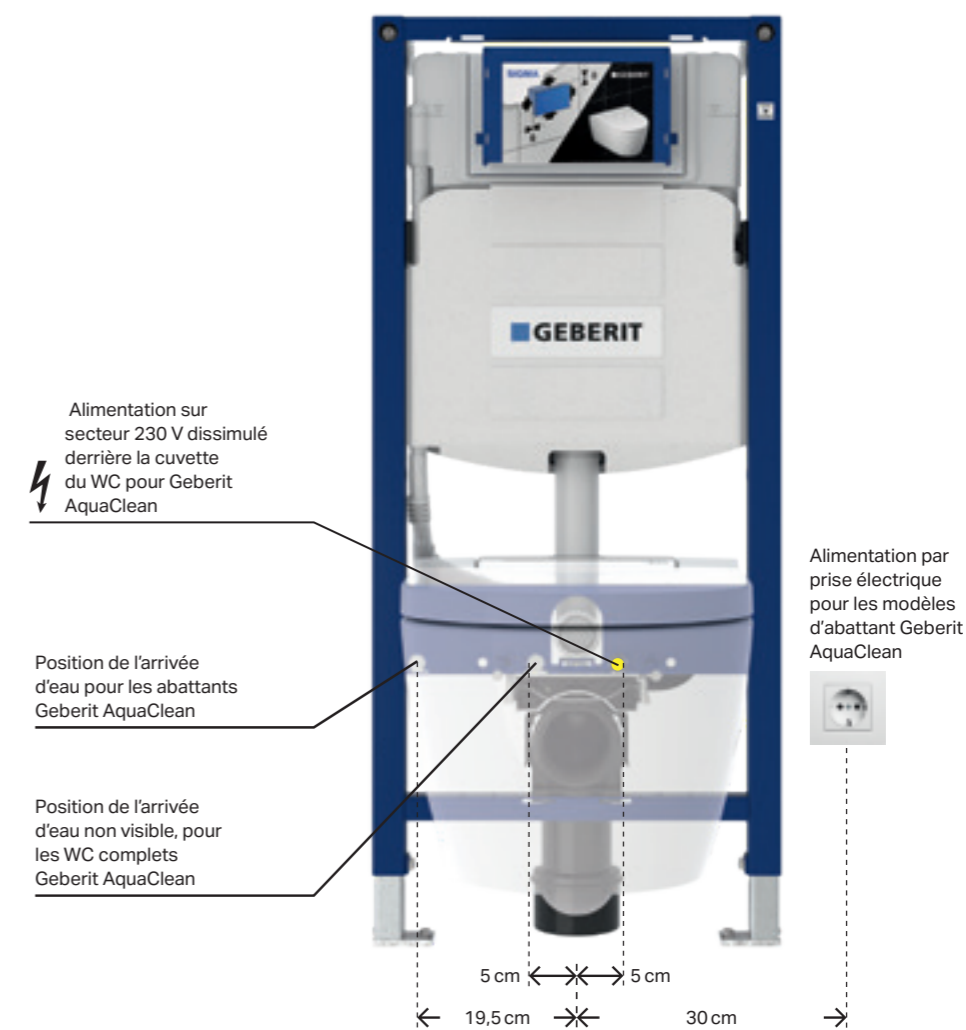 SIGMA
GEBERIT
GEBERIT
Alimentation sur
secteur 230 V dissimulé
derrière la cuvette
du WC pour Geberit
AquaClean
Alimentation par
prise électrique
pour les modèles
d'abattant Geberit
AquaClean
Position de l'arrivée
d'eau pour les abattants
Geberit AquaClean
Position de l'arrivée
d'eau non visible, pour
les WC complets
Geberit AquaClean
5 cm
5 cm
19,5 cm
30 cm